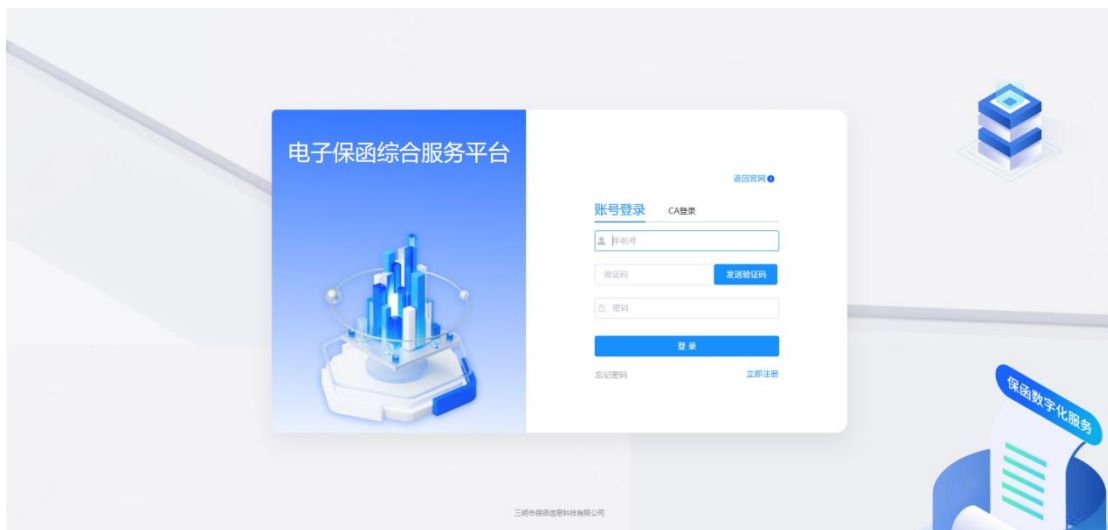 电子保函综合服务平台
返回官网
账号登录 CA登录
手机号
验证码 发送验证码
密码
登 录
忘记密码 立即注册
保函数字化服务
三明市保函信息科技有限公司